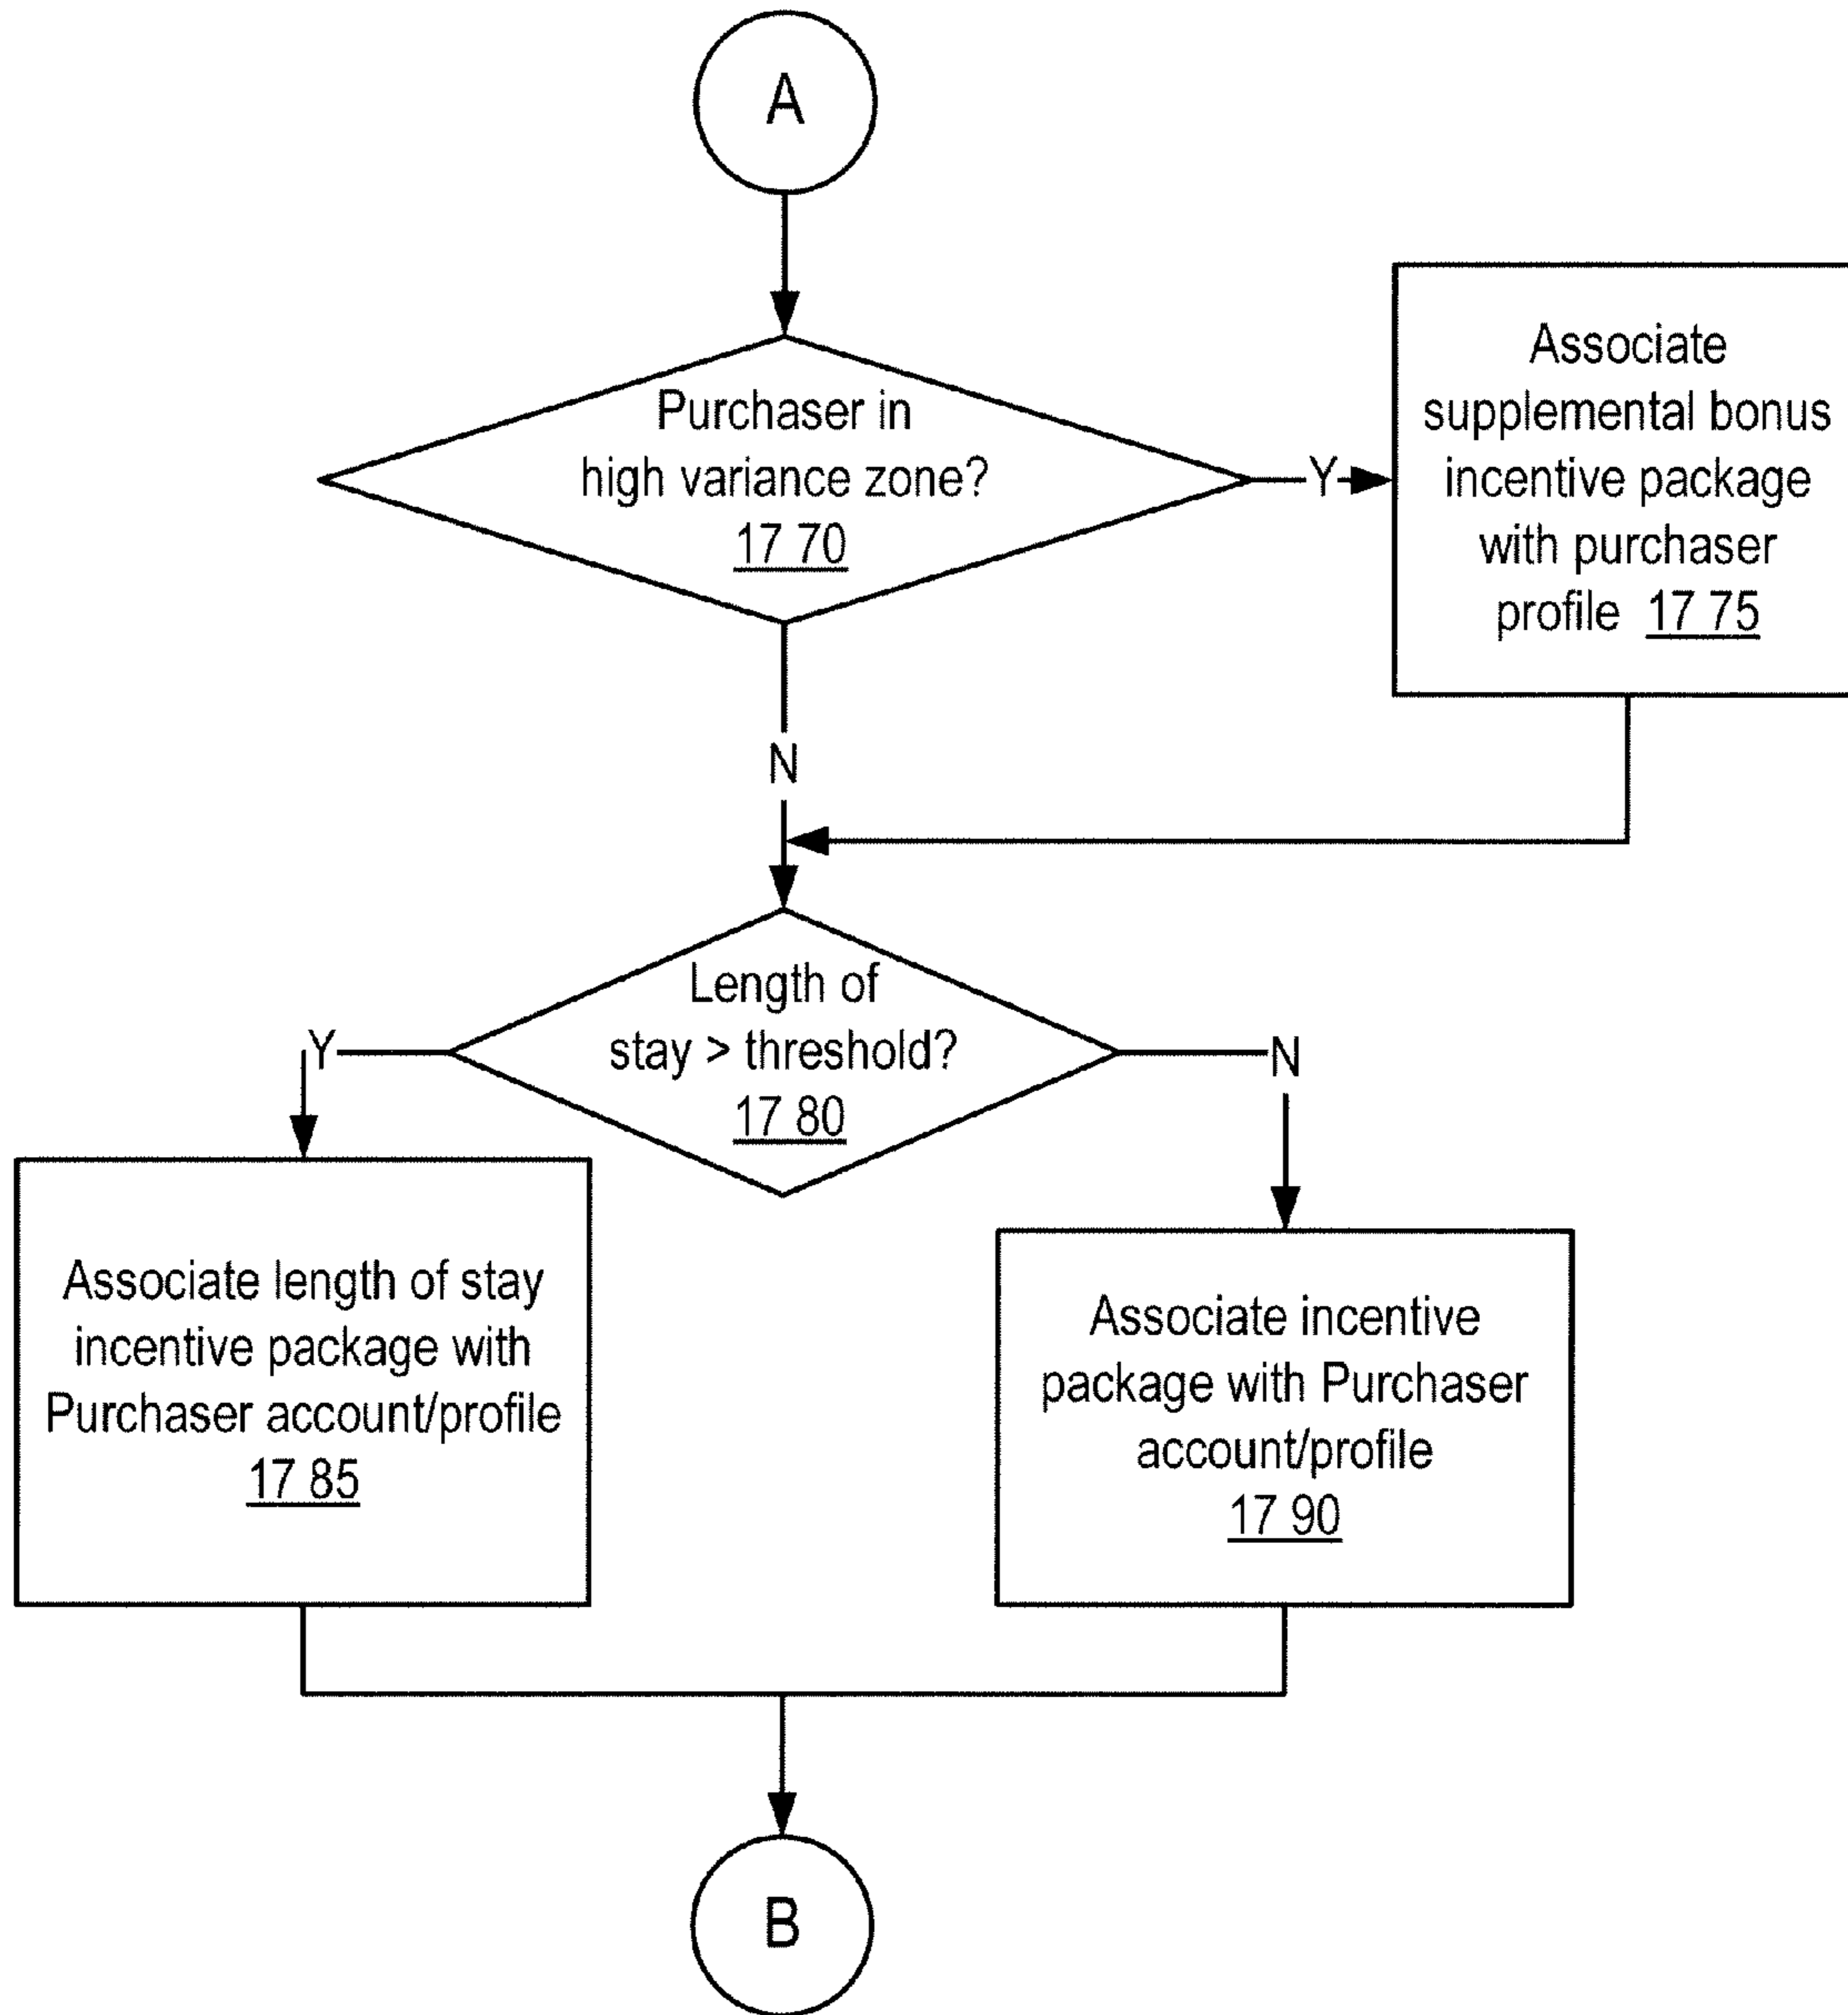 A
Purchaser in
high variance zone?
17 70
Y
Associate
supplemental bonus
incentive package
with purchaser
profile 17 75
N
Length of
stay > threshold?
17 80
Y
N
Associate length of stay
incentive package with
Purchaser account/profile
17 85
Associate incentive
package with Purchaser
account/profile
17 90
B